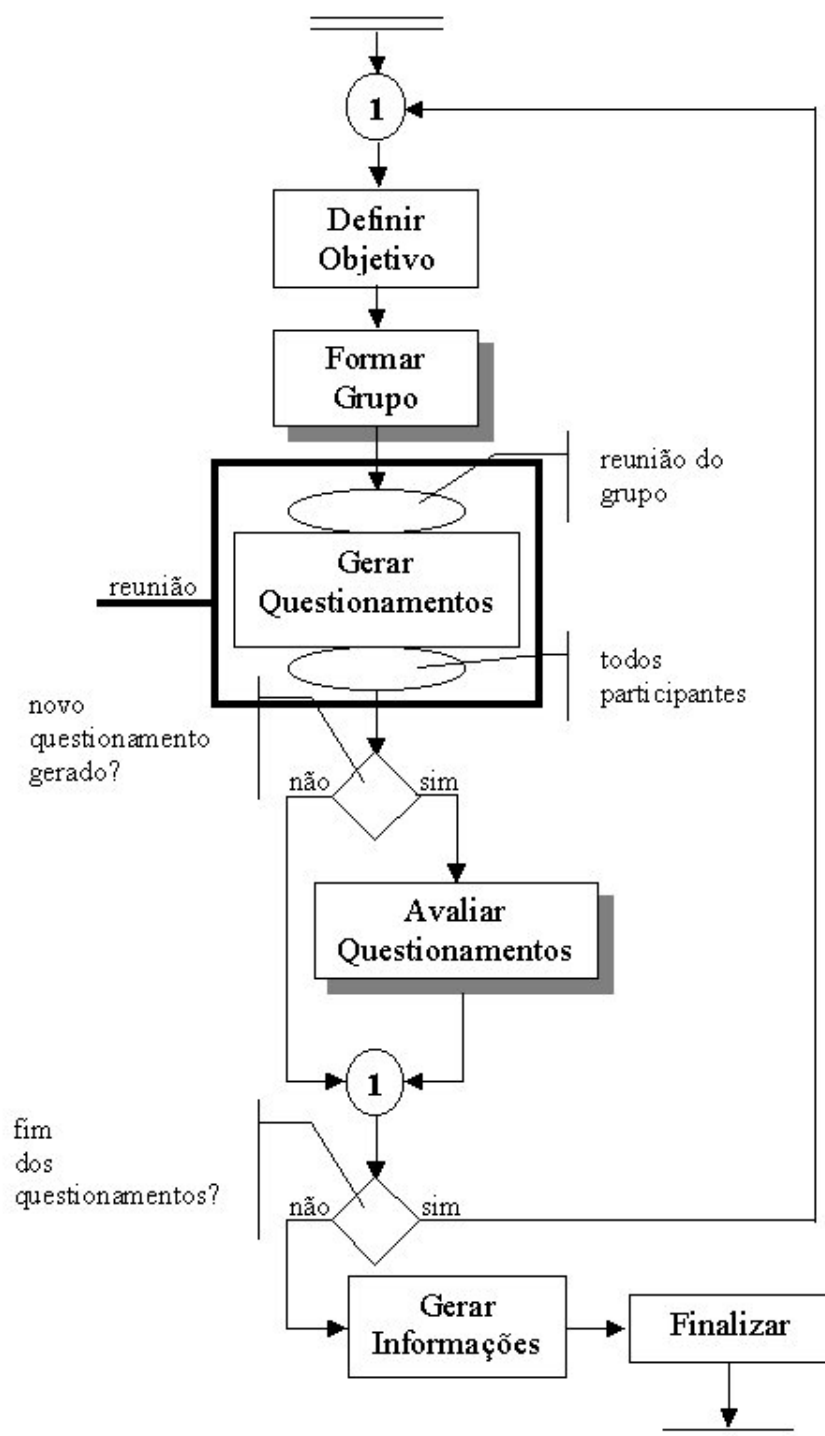 1
Definir
Objetivo
Formar
Grupo
reunião do
grupo
reunião
Gerar
Questionamentos
todos
participantes
novo
questionamento
gerado?
não
sim
Avaliar
Questionamentos
1
fim
dos
questionamentos?
não
sim
Gerar
Informações
Finalizar